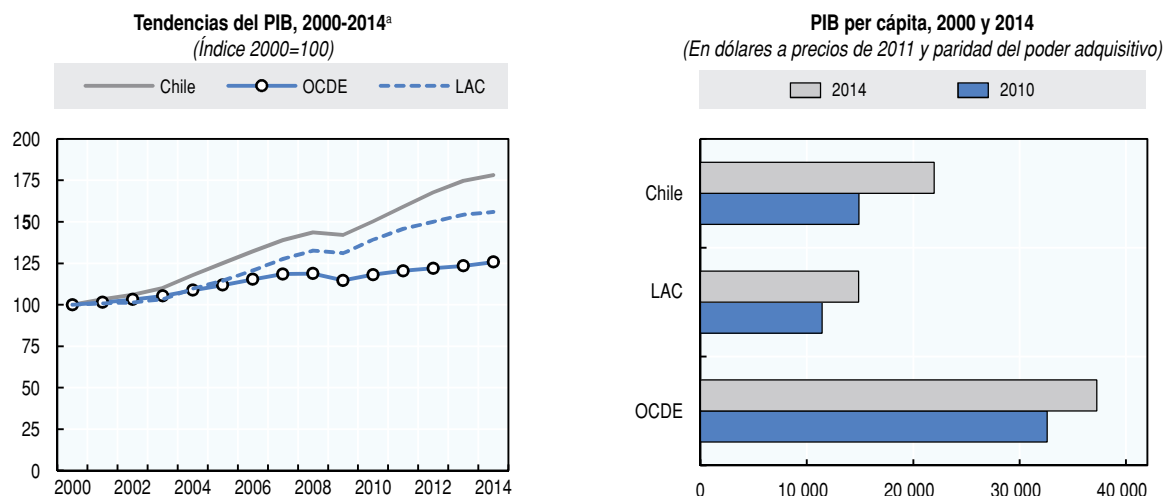 Tendencias del PIB, 2000-2014ª
(Índice 2000=100)
Chile OCDE LAC
200
175
150
125
100
75
50
25
0
2000 2002 2004 2006 2008 2010 2012 2014
PIB per cápita, 2000 y 2014
(En dólares a precios de 2011 y paridad del poder adquisitivo)
2014 2010
Chile
LAC
OCDE
0 10 000 20 000 30 000 40 000